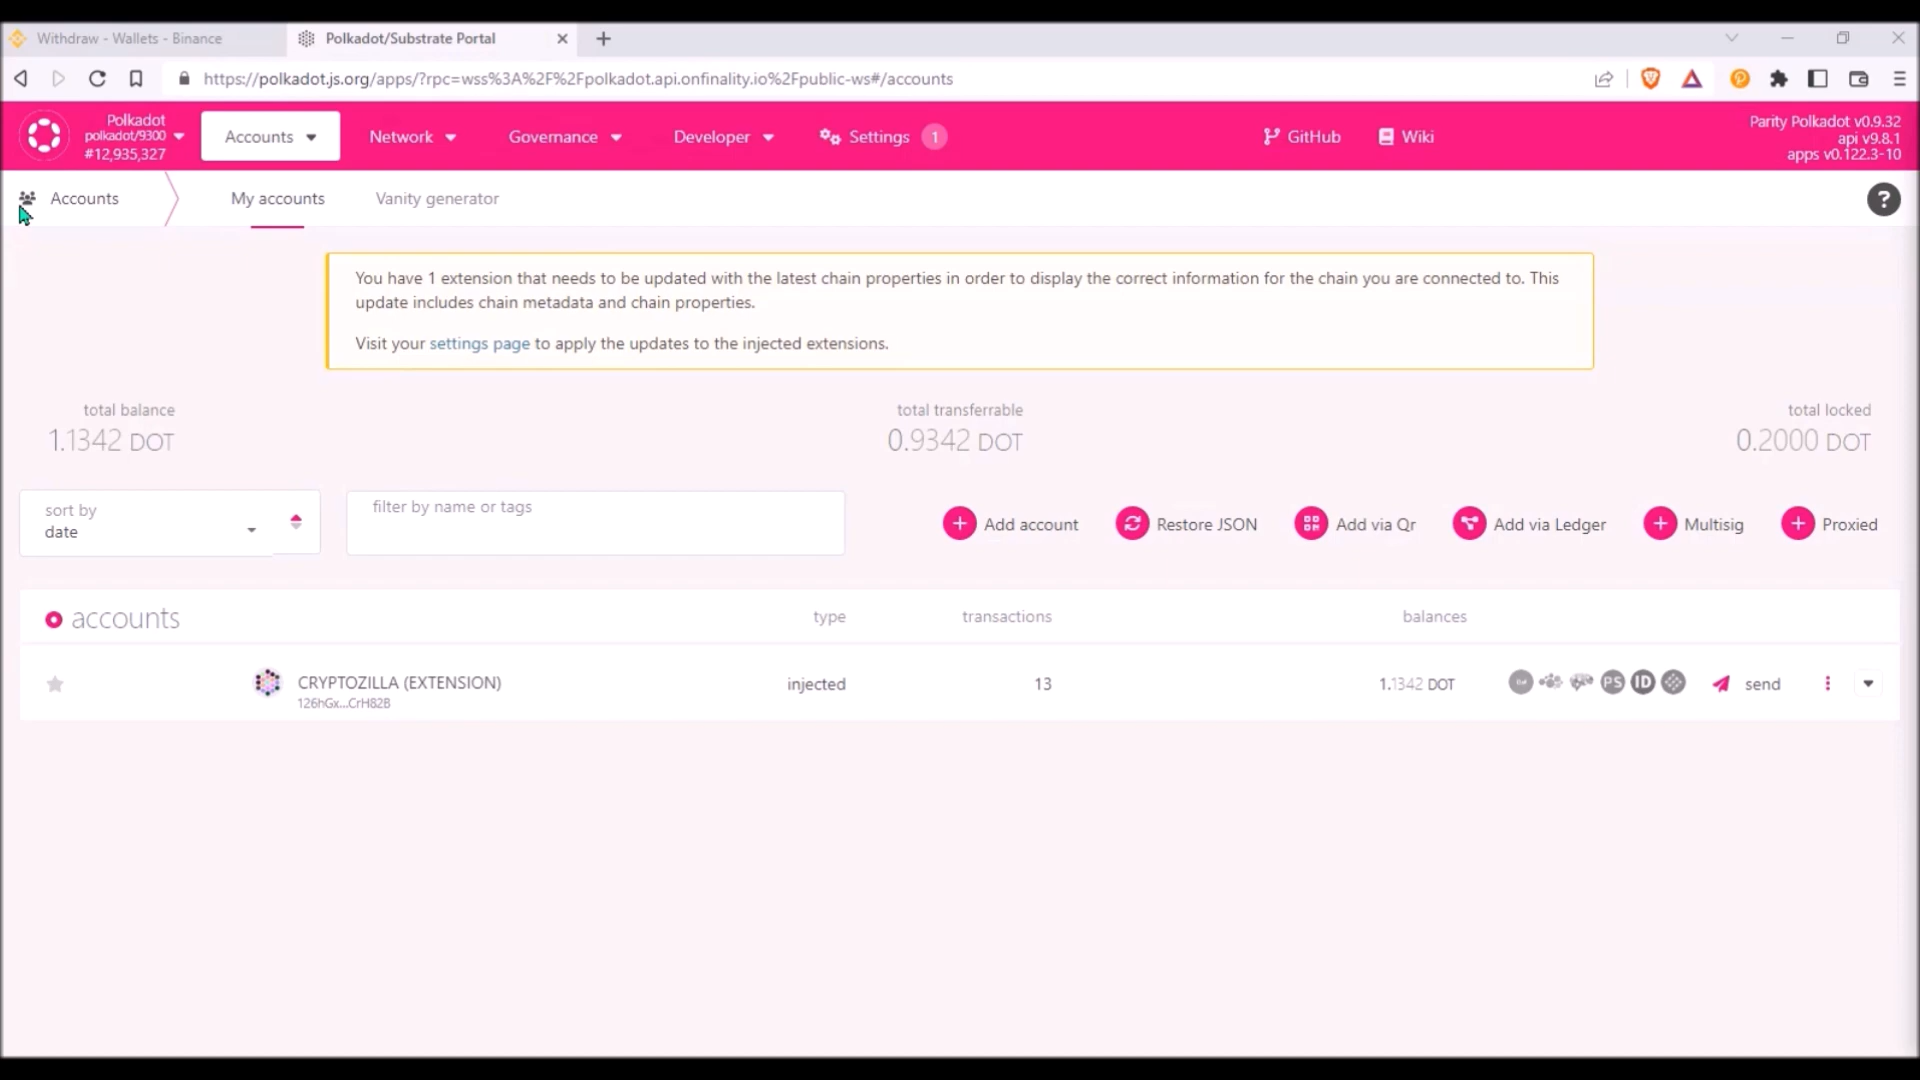 Withdraw - Wallets - Binance
Polkadot/Substrate Portal
https://polkadot.js.org/apps/?rpc=wss%3A%2F%2Fpolkadot.api.onfinality.io%2Fpublic-ws#/accounts
Polkadot
polkadot/9300
#12,935,327
Accounts
Network
Governance
Developer
Settings 1
GitHub
Wiki
Parity Polkadot v0.9.32
api v9.8.1
apps v0.122.3-10
Accounts
My accounts
Vanity generator
?
You have 1 extension that needs to be updated with the latest chain properties in order to display the correct information for the chain you are connected to. This
update includes chain metadata and chain properties.
Visit your settings page to apply the updates to the injected extensions.
total balance
1.1342 DOT
total transferrable
0.9342 DOT
total locked
0.2000 DOT
sort by
date
filter by name or tags
Add account
Restore JSON
Add via Qr
Add via Ledger
Multisig
Proxied
accounts
type
transactions
balances
CRYPTOZILLA (EXTENSION)
126hGx...CrH82B
injected
13
1.1342 DOT
PS
ID
send